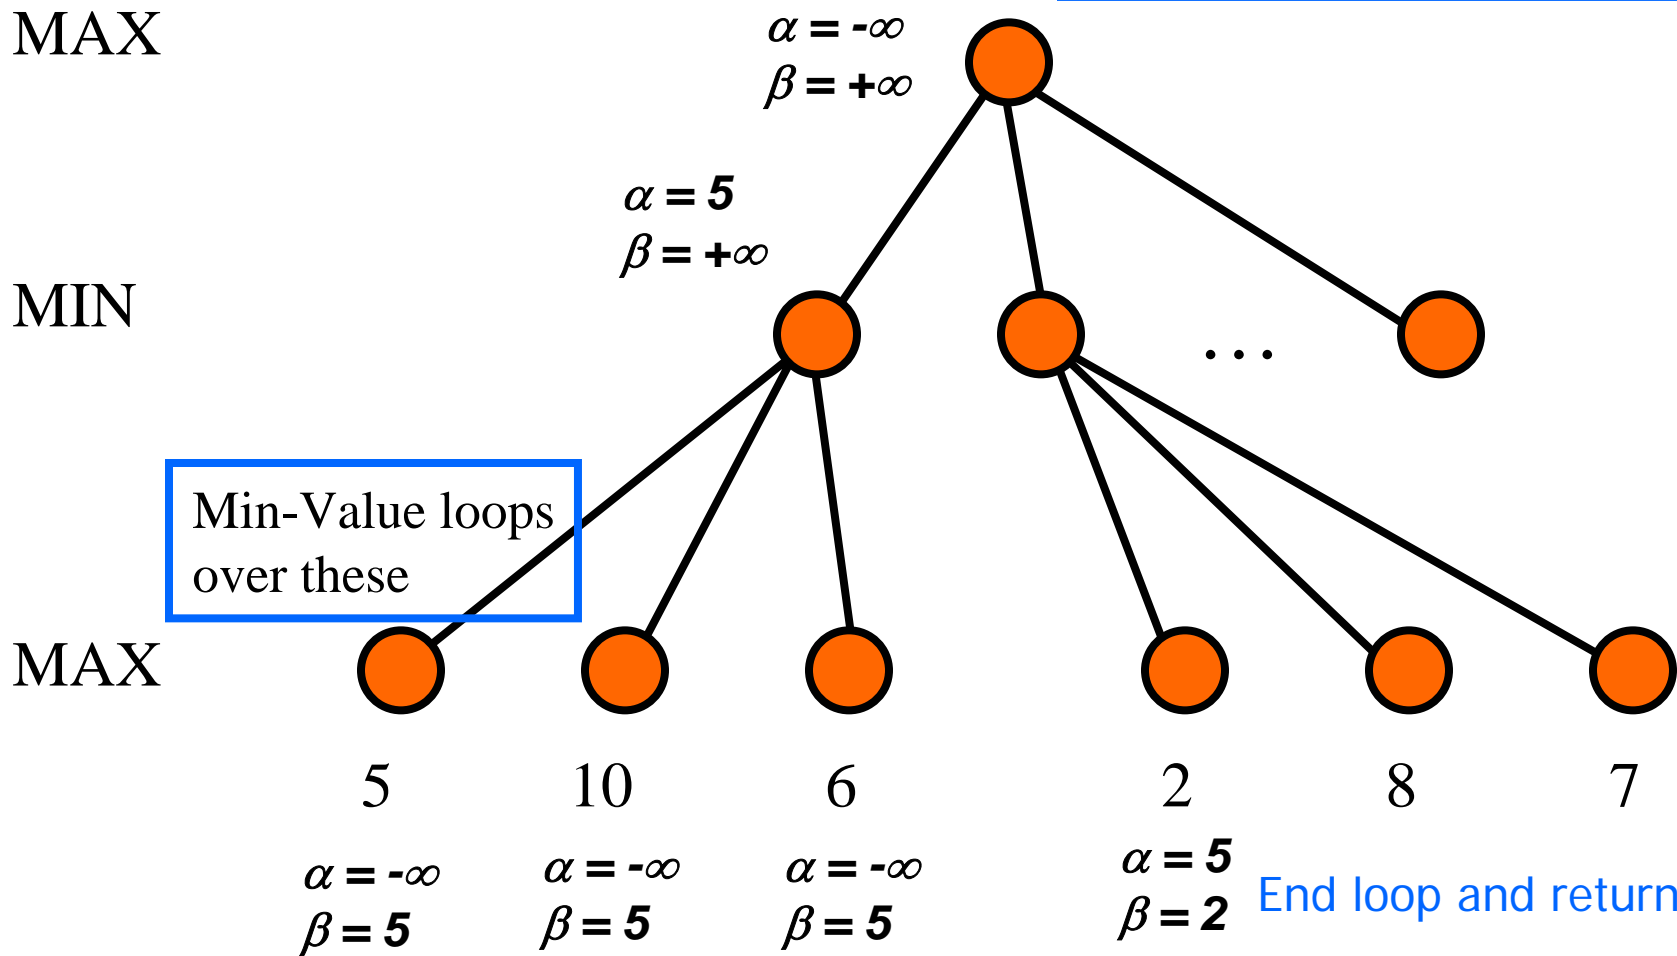 MAX
α = -∞
β = +∞
α = 5
β = +∞
MIN
…
Min-Value loops
over these
MAX
5 10 6 2 8 7
α = -∞ α = -∞ α = -∞ α = 5
β = 5 β = 5 β = 5 β = 2
End loop and return